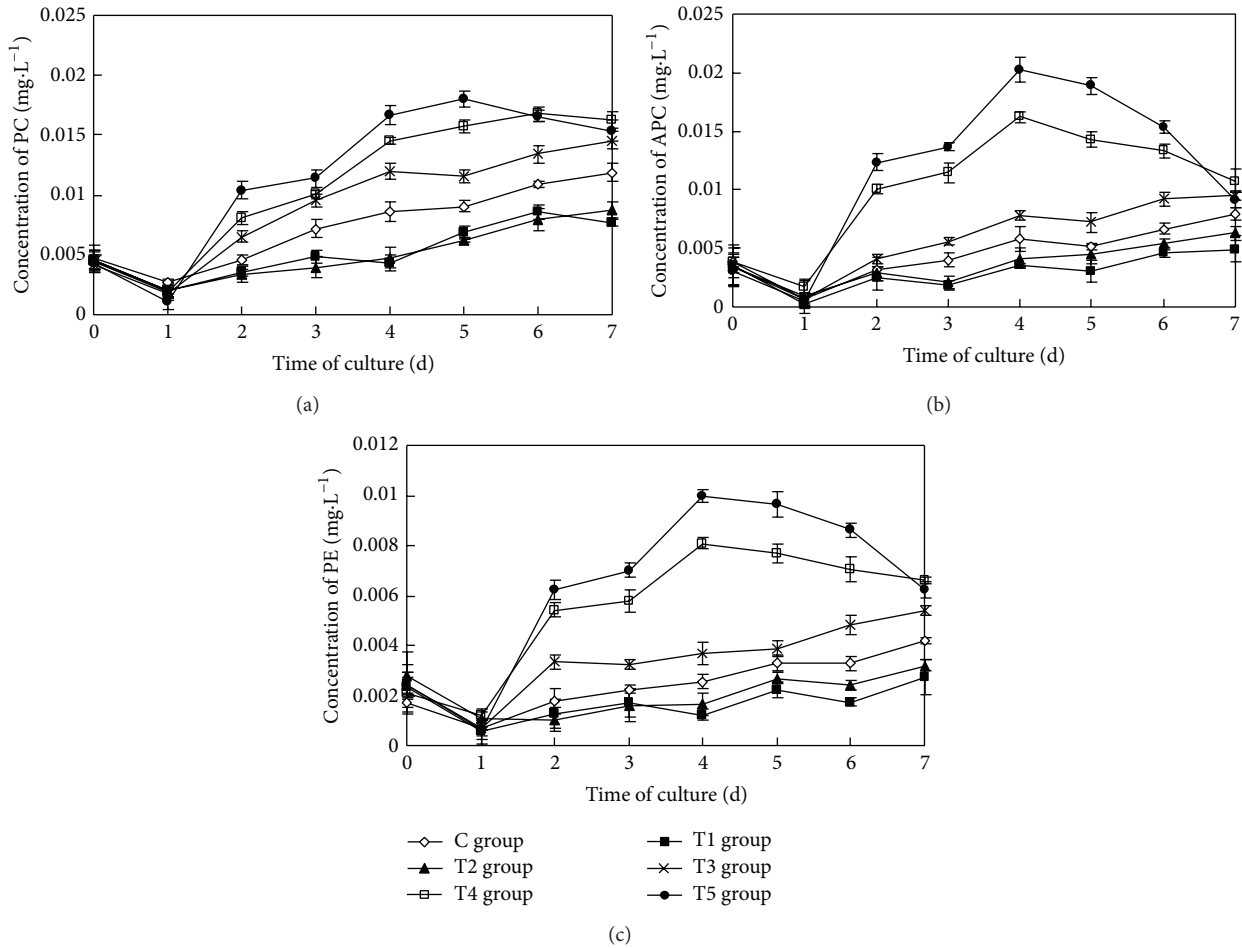 Concentration of PC (mg·L−1)
0.025
0.02
0.015
0.01
0.005
0
0 1 2 3 4 5 6 7
Time of culture (d)
(a)
Concentration of APC (mg·L−1)
0.025
0.02
0.015
0.01
0.005
0
0 1 2 3 4 5 6 7
Time of culture (d)
(b)
Concentration of PE (mg·L−1)
0.012
0.01
0.008
0.006
0.004
0.002
0
0 1 2 3 4 5 6 7
Time of culture (d)
C group T1 group
T2 group T3 group
T4 group T5 group
(c)